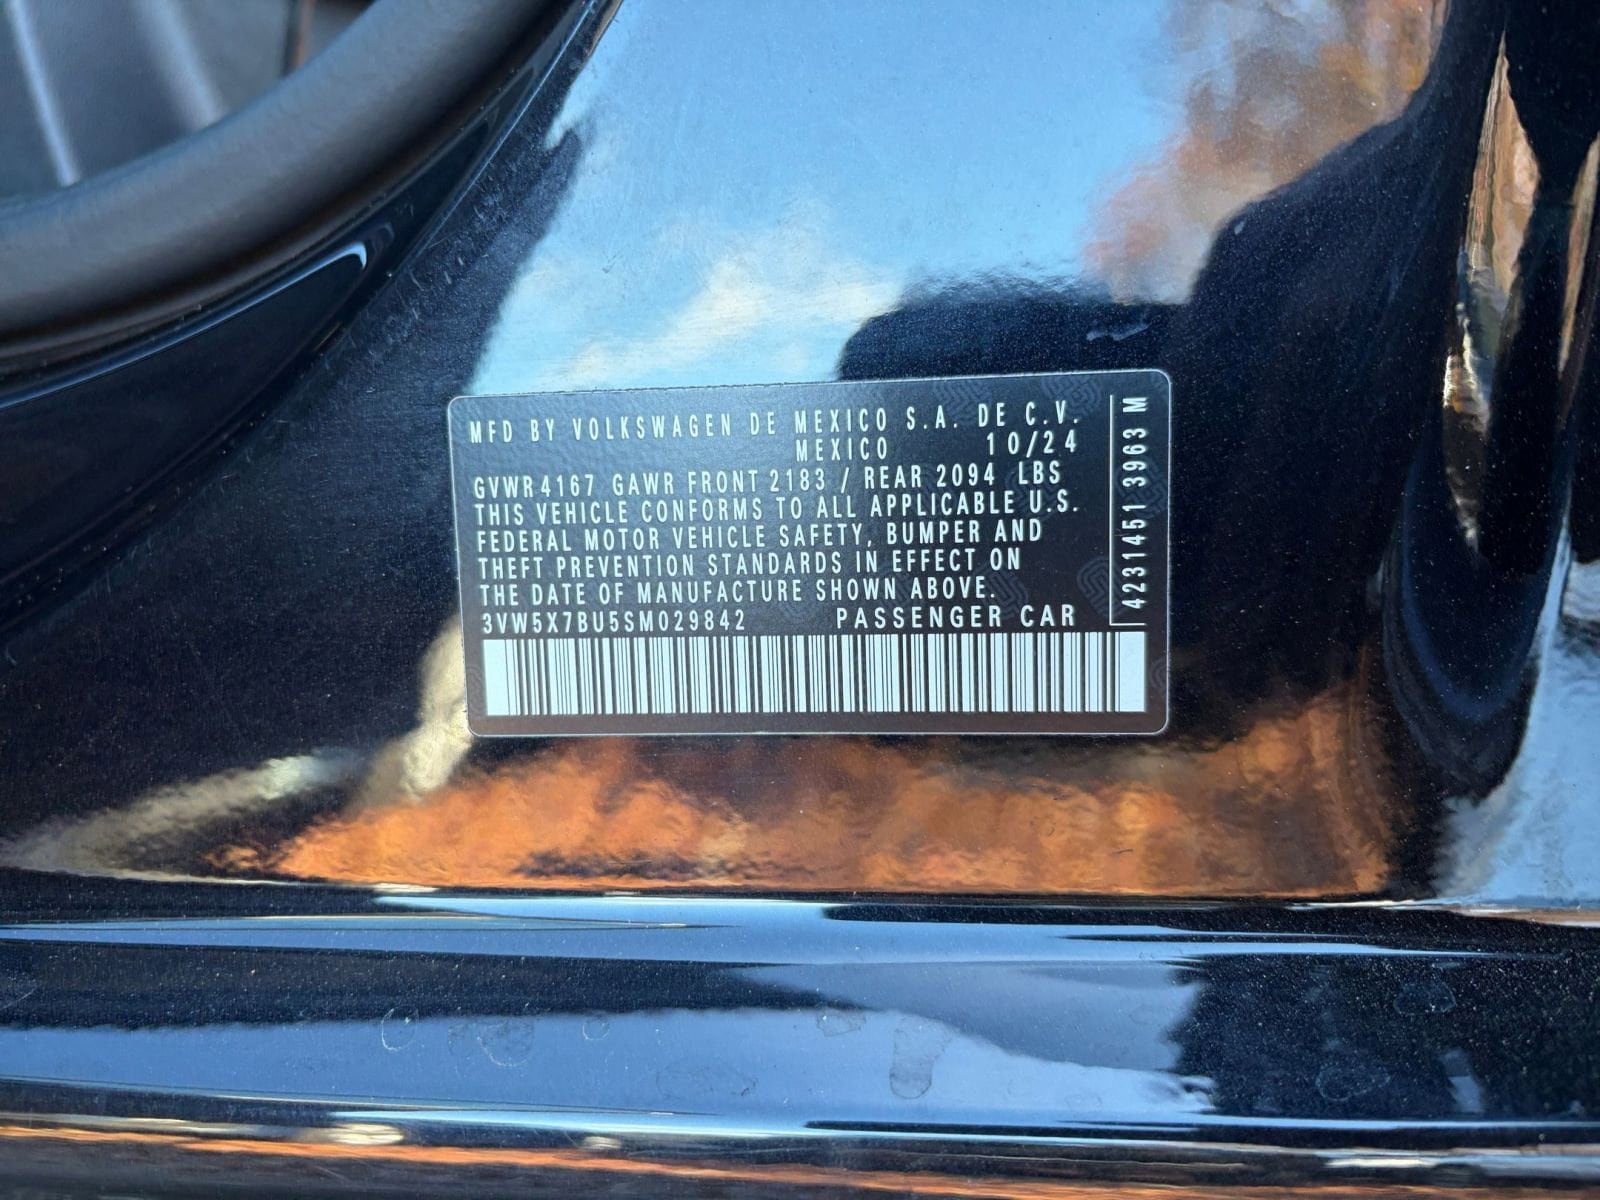 MFD BY VOLKSWAGEN DE MEXICO S.A. DE C.V.
MEXICO 10/24
GVWR 4167 GAWR FRONT 2183 / REAR 2094 LBS
THIS VEHICLE CONFORMS TO ALL APPLICABLE U.S.
FEDERAL MOTOR VEHICLE SAFETY, BUMPER AND
THEFT PREVENTION STANDARDS IN EFFECT ON
THE DATE OF MANUFACTURE SHOWN ABOVE.
3VW5X7BU5SM029842 PASSENGER CAR
4231451 3963 M